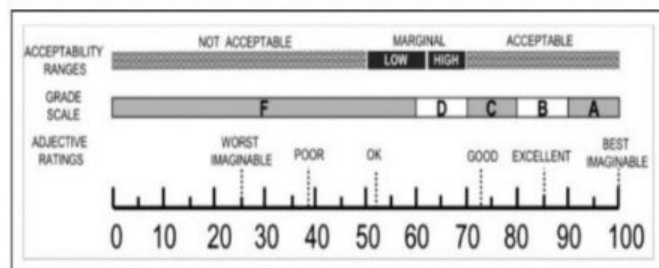 NOT ACCEPTABLE MARGINAL ACCEPTABLE
ACCEPTABILITY RANGES
LOW HIGH
GRADE SCALE
F D C B A
ADJECTIVE RATINGS
WORST IMAGINABLE POOR OK GOOD EXCELLENT BEST IMAGINABLE
0 10 20 30 40 50 60 70 80 90 100